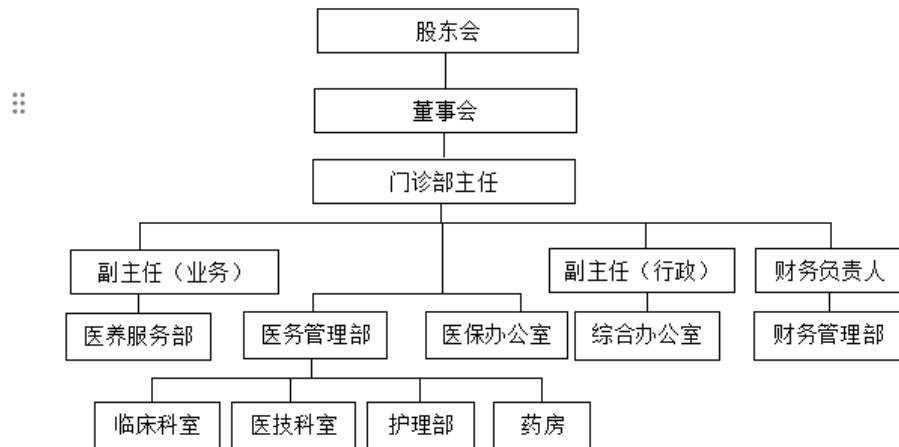 股东会
董事会
门诊部主任
副主任（业务）
副主任（行政）
财务负责人
医养服务部
医务管理部
医保办公室
综合办公室
财务管理部
临床科室
医技科室
护理部
药房